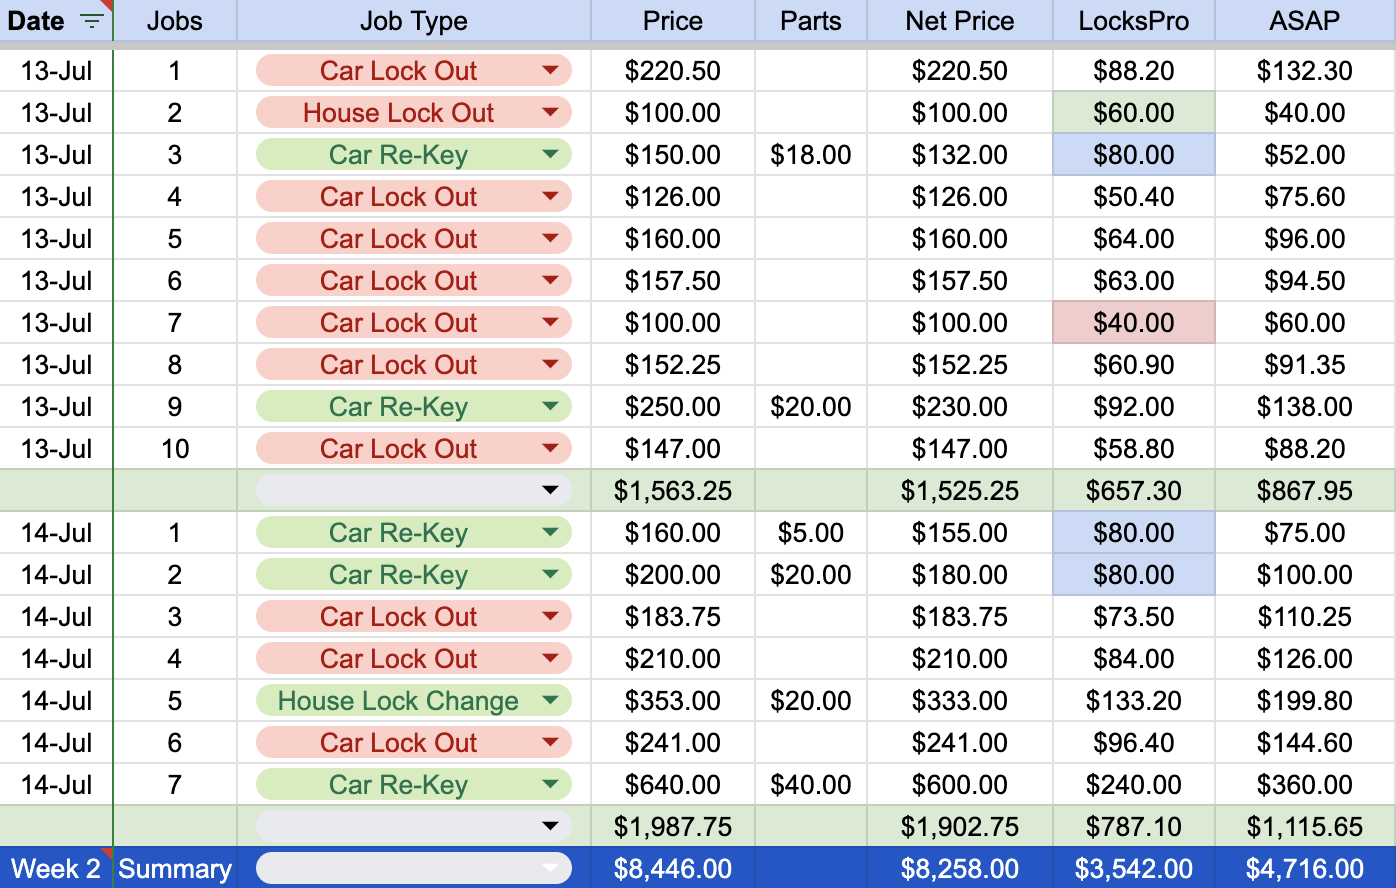 Date Jobs Job Type Price Parts Net Price LocksPro ASAP
13-Jul 1 Car Lock Out $220.50 $220.50 $88.20 $132.30
13-Jul 2 House Lock Out $100.00 $100.00 $60.00 $40.00
13-Jul 3 Car Re-Key $150.00 $18.00 $132.00 $80.00 $52.00
13-Jul 4 Car Lock Out $126.00 $126.00 $50.40 $75.60
13-Jul 5 Car Lock Out $160.00 $160.00 $64.00 $96.00
13-Jul 6 Car Lock Out $157.50 $157.50 $63.00 $94.50
13-Jul 7 Car Lock Out $100.00 $100.00 $40.00 $60.00
13-Jul 8 Car Lock Out $152.25 $152.25 $60.90 $91.35
13-Jul 9 Car Re-Key $250.00 $20.00 $230.00 $92.00 $138.00
13-Jul 10 Car Lock Out $147.00 $147.00 $58.80 $88.20
$1,563.25 $1,525.25 $657.30 $867.95
14-Jul 1 Car Re-Key $160.00 $5.00 $155.00 $80.00 $75.00
14-Jul 2 Car Re-Key $200.00 $20.00 $180.00 $80.00 $100.00
14-Jul 3 Car Lock Out $183.75 $183.75 $73.50 $110.25
14-Jul 4 Car Lock Out $210.00 $210.00 $84.00 $126.00
14-Jul 5 House Lock Change $353.00 $20.00 $333.00 $133.20 $199.80
14-Jul 6 Car Lock Out $241.00 $241.00 $96.40 $144.60
14-Jul 7 Car Re-Key $640.00 $40.00 $600.00 $240.00 $360.00
$1,987.75 $1,902.75 $787.10 $1,115.65
Week 2 Summary $8,446.00 $8,258.00 $3,542.00 $4,716.00